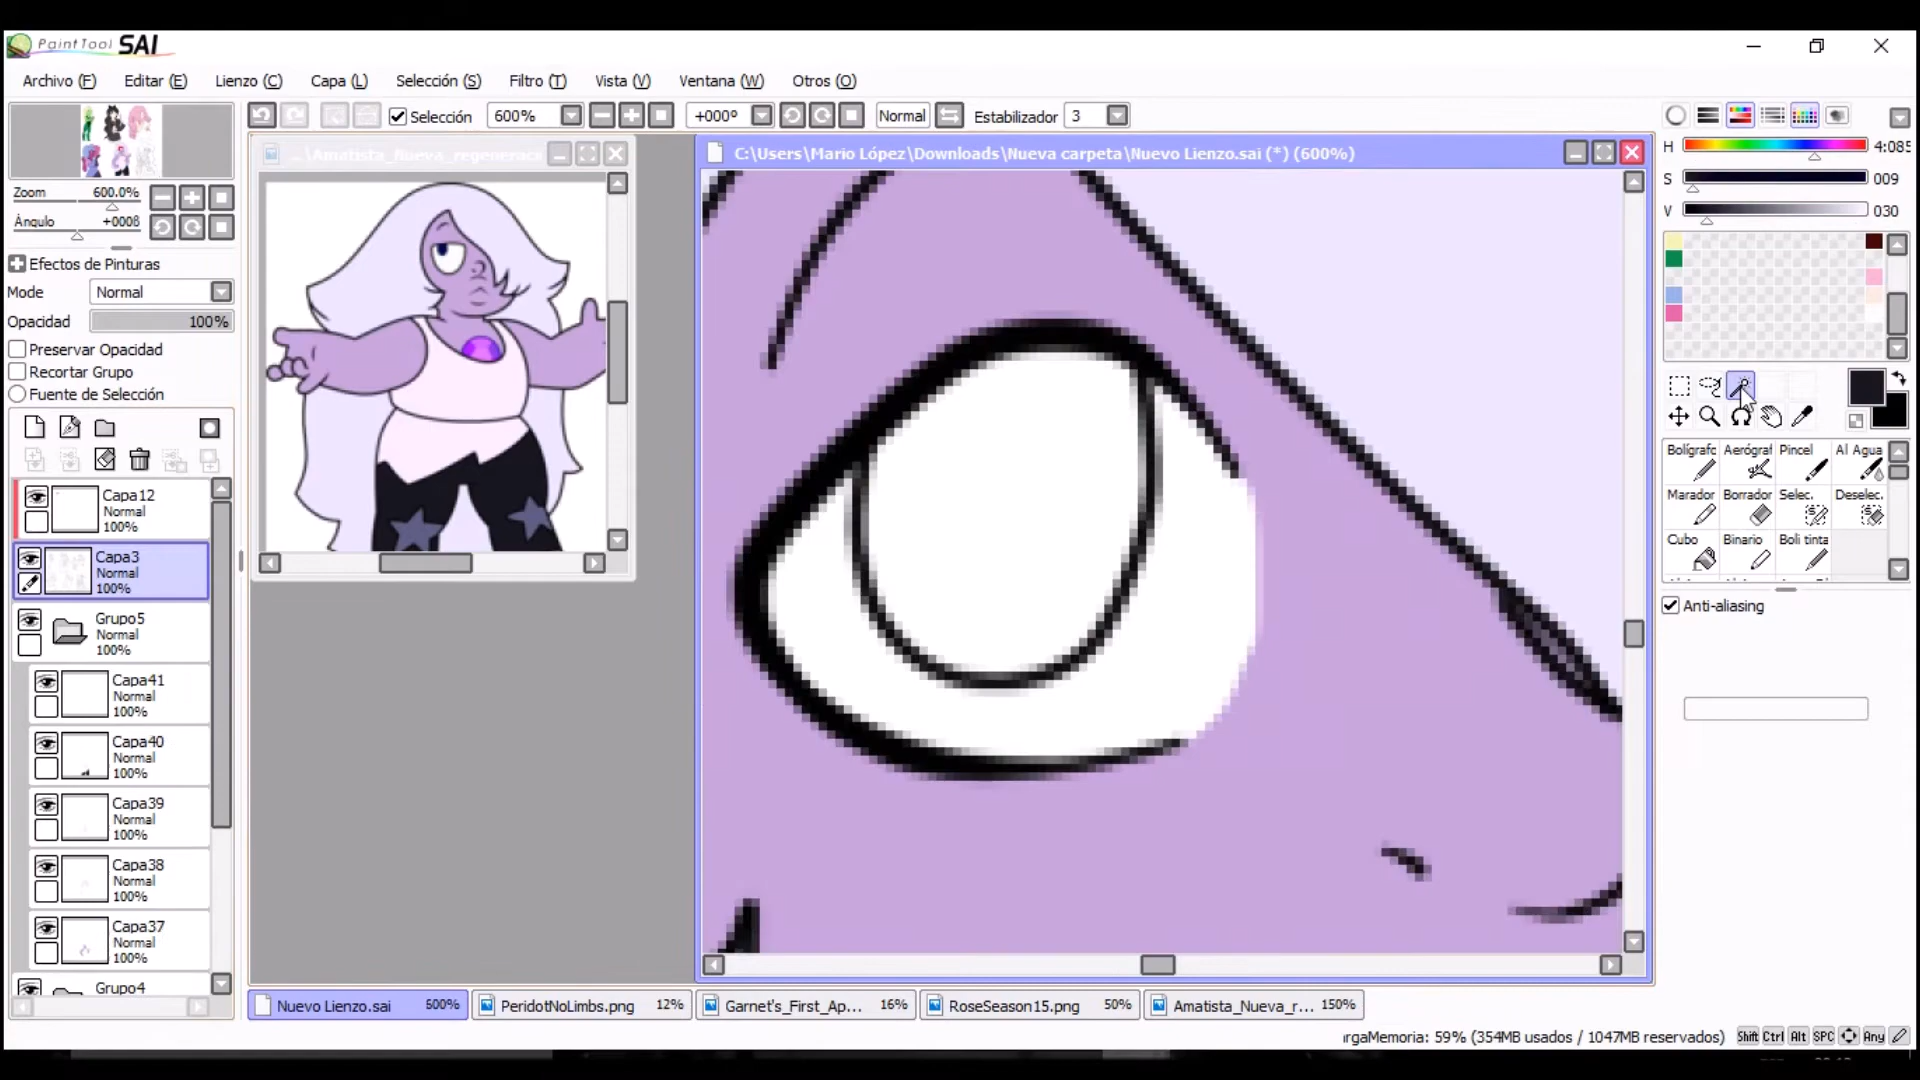 PaintTool SAI
Archivo (F) Editar (E) Lienzo (C) Capa (L) Selección (S) Filtro (T) Vista (V) Ventana (W) Otros (O)
Selección 600% +000º Normal Estabilizador 3
...\Amatista_Nueva_regenerac
C:\Users\Mario López\Downloads\Nueva carpeta\Nuevo Lienzo.sai (*) (600%)
H 4:085
S 009
V 030
Zoom 600.0%
Ángulo +000ß
Efectos de Pinturas
Mode Normal
Opacidad 100%
Preservar Opacidad
Recortar Grupo
Fuente de Selección
Capa12
Normal
100%
Capa3
Normal
100%
Grupo5
Normal
100%
Capa41
Normal
100%
Capa40
Normal
100%
Capa39
Normal
100%
Capa38
Normal
100%
Capa37
Normal
100%
Grupo4
Bolígrafc Aerógraf Pincel Al Agua
Marador Borrador Selec. Deselec.
Cubo Binario Boli tinta
Anti-aliasing
Nuevo Lienzo.sai 600% PeridotNoLimbs.png 12% Garnet's_First_Ap... 16% RoseSeason15.png 50% Amatista_Nueva_r... 150%
rgaMemoria: 59% (354MB usados / 1047MB reservados) Shift Ctrl Alt SPC Any